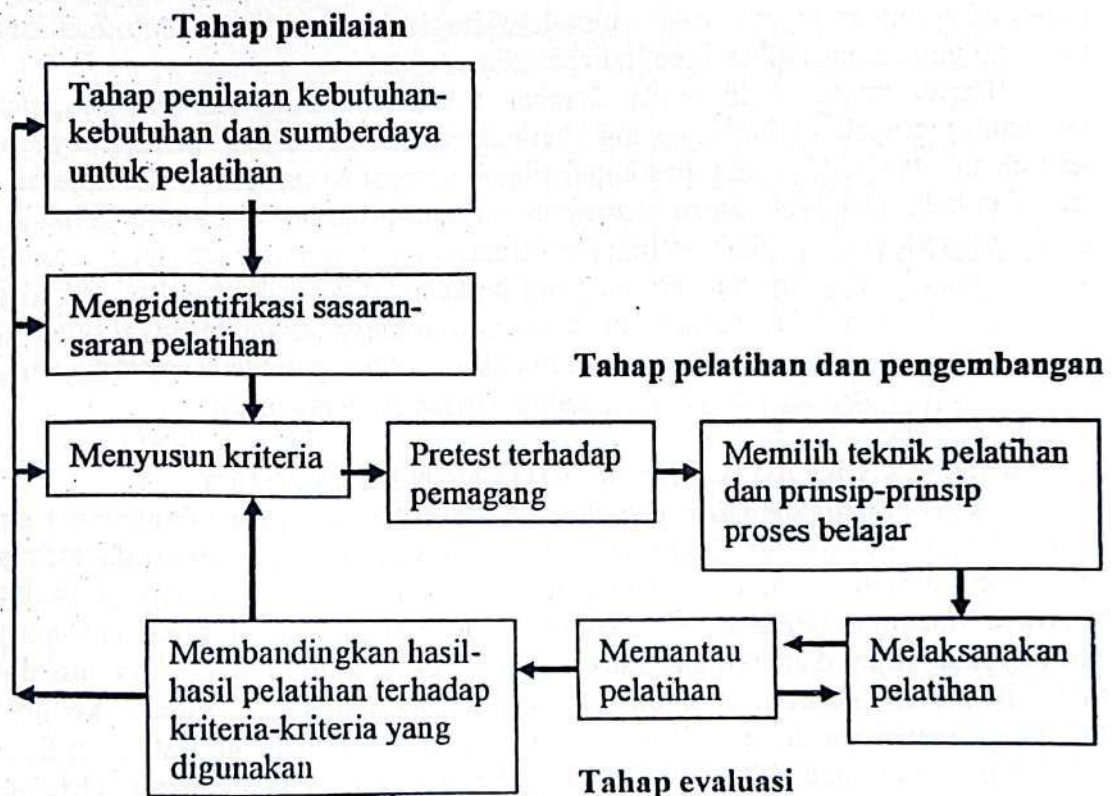 Tahap penilaian
Tahap penilaian kebutuhan-
kebutuhan dan sumberdaya
untuk pelatihan
Mengidentifikasi sasaran-
saran pelatihan
Tahap pelatihan dan pengembangan
Menyusun kriteria
Pretest terhadap
pemagang
Memilih teknik pelatihan
dan prinsip-prinsip
proses belajar
Membandingkan hasil-
hasil pelatihan terhadap
kriteria-kriteria yang
digunakan
Memantau
pelatihan
Melaksanakan
pelatihan
Tahap evaluasi